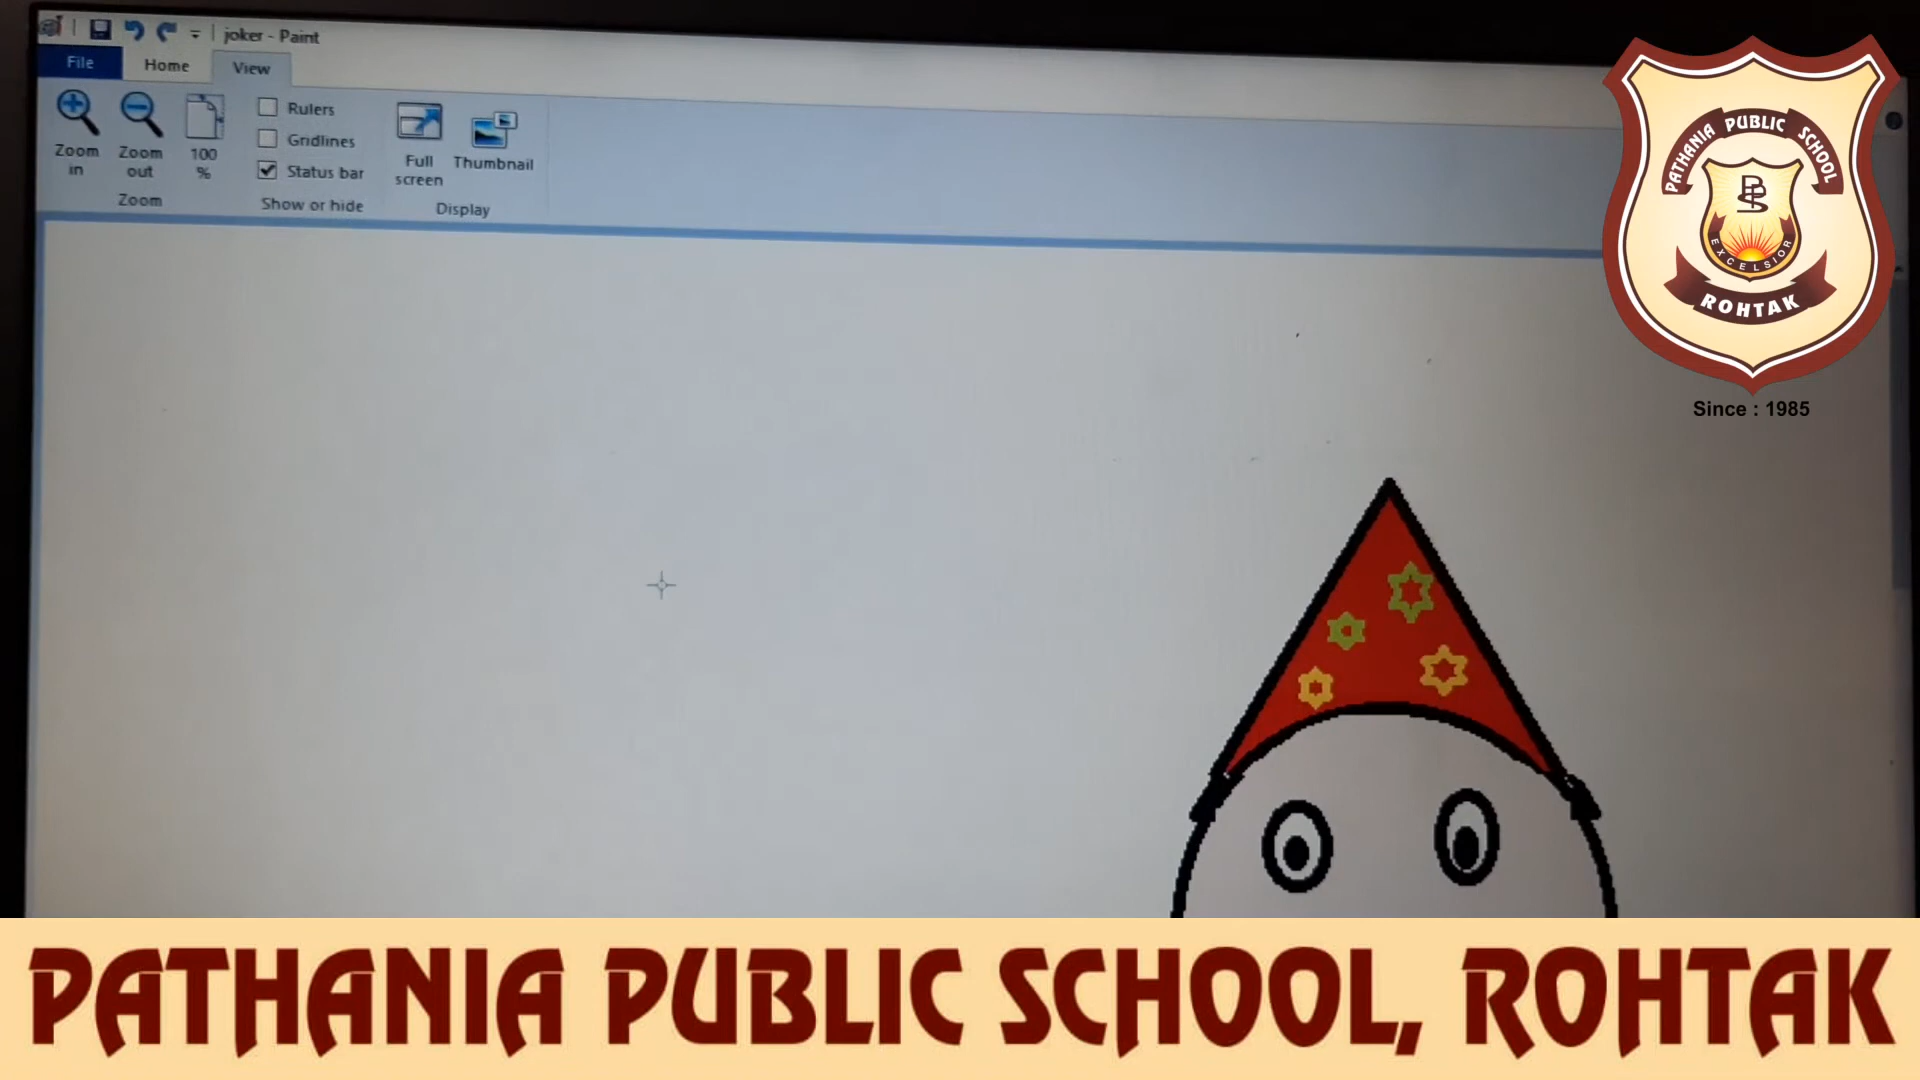 joker - Paint
File Home View
Zoom in
Zoom out
100 %
Rulers
Gridlines
Status bar
Full screen
Thumbnail
Zoom
Show or hide
Display
PATHANIA PUBLIC SCHOOL
PPS
EXCELSIOR
ROHTAK
Since : 1985
PATHANIA PUBLIC SCHOOL, ROHTAK